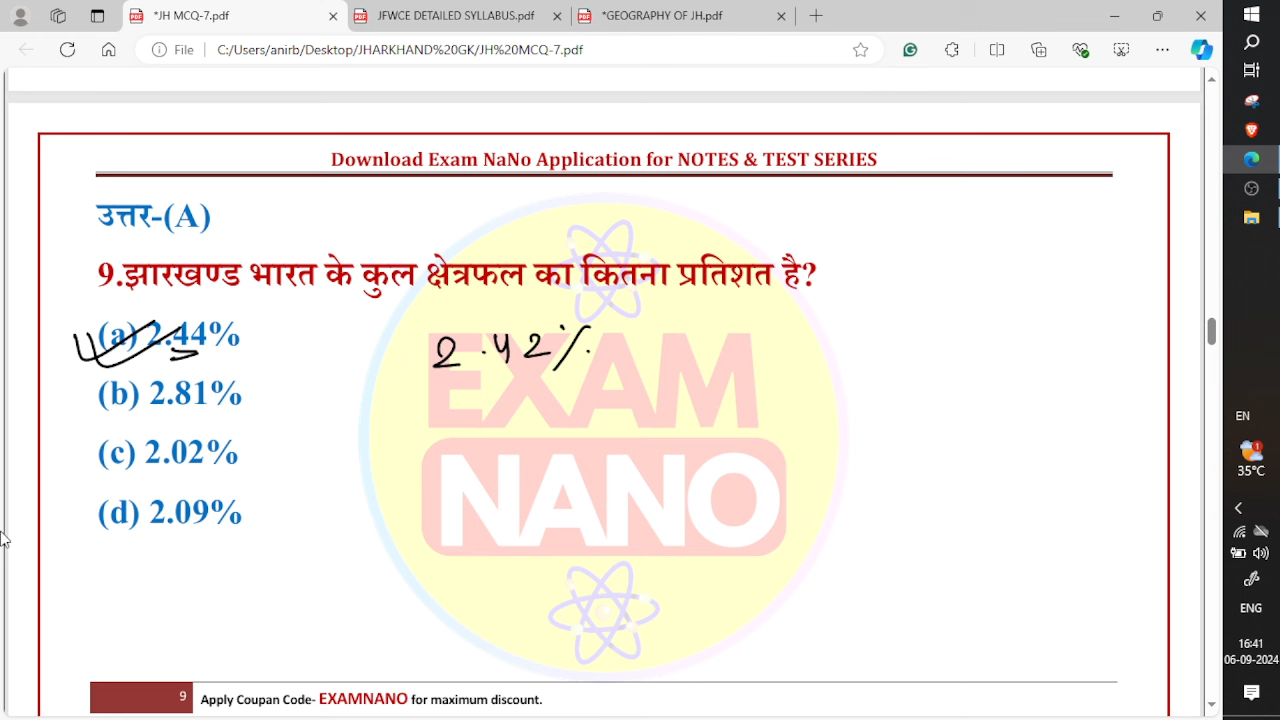 *JH MCQ-7.pdf
JFWCE DETAILED SYLLABUS.pdf
*GEOGRAPHY OF JH.pdf
File
C:/Users/anirb/Desktop/JHARKHAND%20GK/JH%20MCQ-7.pdf
Download Exam NaNo Application for NOTES & TEST SERIES
उत्तर-(A)
9.झारखण्ड भारत के कुल क्षेत्रफल का कितना प्रतिशत है?
(a) 2.44%
2.42%
(b) 2.81%
(c) 2.02%
(d) 2.09%
EXAM
NANO
9 Apply Coupan Code- EXAMNANO for maximum discount.
EN
1
35°C
ENG
16:41
06-09-2024